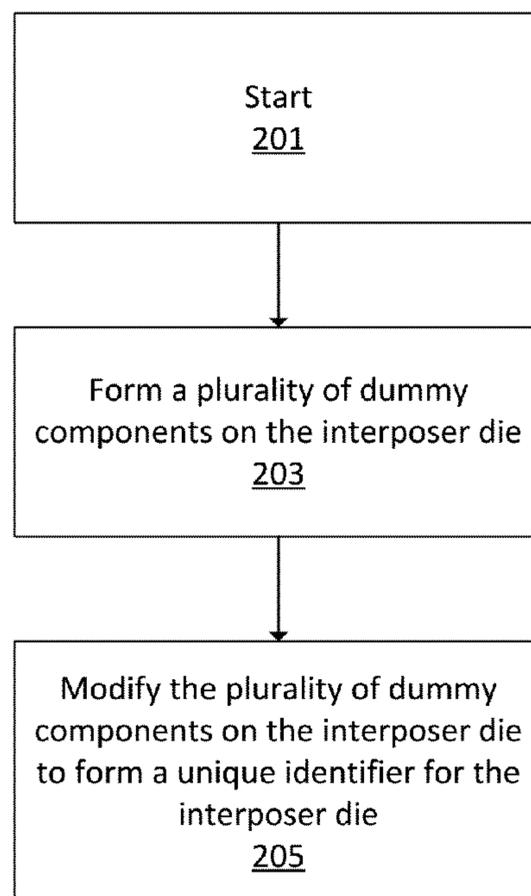 Start
201
Form a plurality of dummy
components on the interposer die
203
Modify the plurality of dummy
components on the interposer die
to form a unique identifier for the
interposer die
205